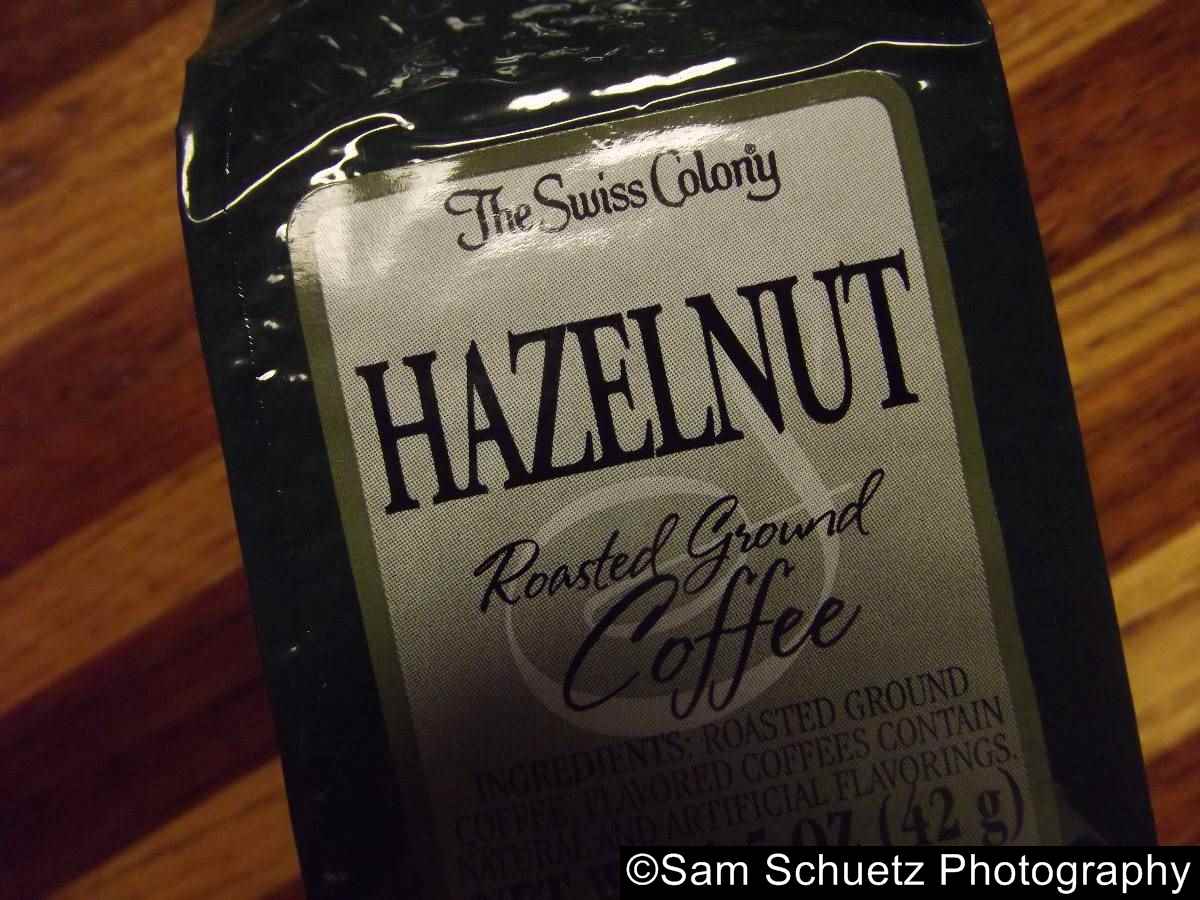 The Swiss Colony®
HAZELNUT
Roasted Ground
Coffee
INGREDIENTS: ROASTED GROUND
COFFEE, FLAVORED COFFEES CONTAIN
NATURAL AND ARTIFICIAL FLAVORINGS.
OZ (42 g)
©Sam Schuetz Photography